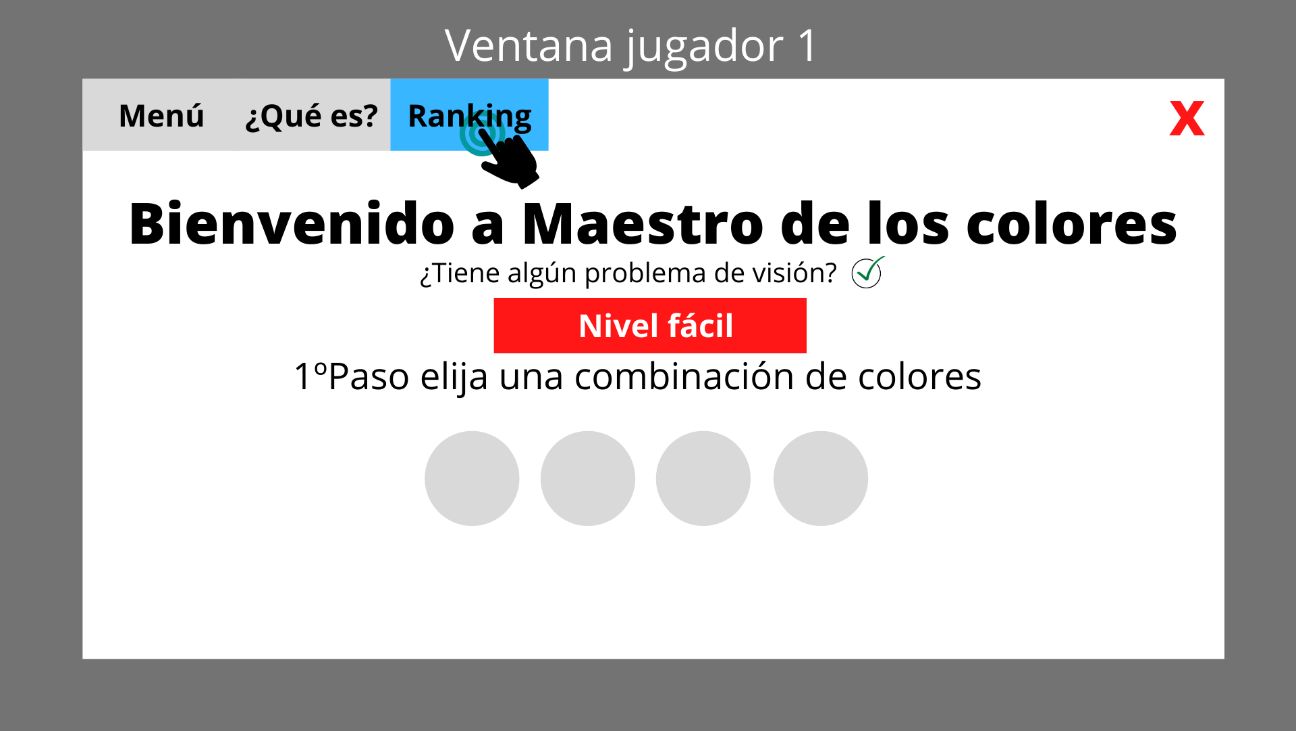 Ventana jugador 1
Menú ¿Qué es? Ranking X
Bienvenido a Maestro de los colores
¿Tiene algún problema de visión?
Nivel fácil
1ºPaso elija una combinación de colores